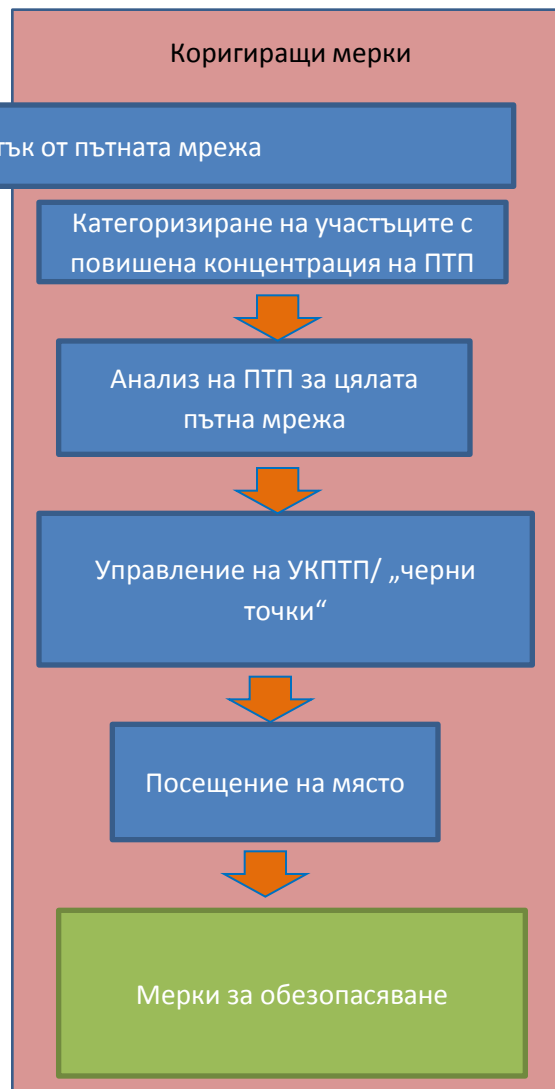 Коригиращи мерки
тък от пътната мрежа
Категоризиране на участъците с
повишена концентрация на ПТП
Анализ на ПТП за цялата
пътна мрежа
Управление на УКПТП/ „черни
точки“
Посещение на място
Мерки за обезопасяване